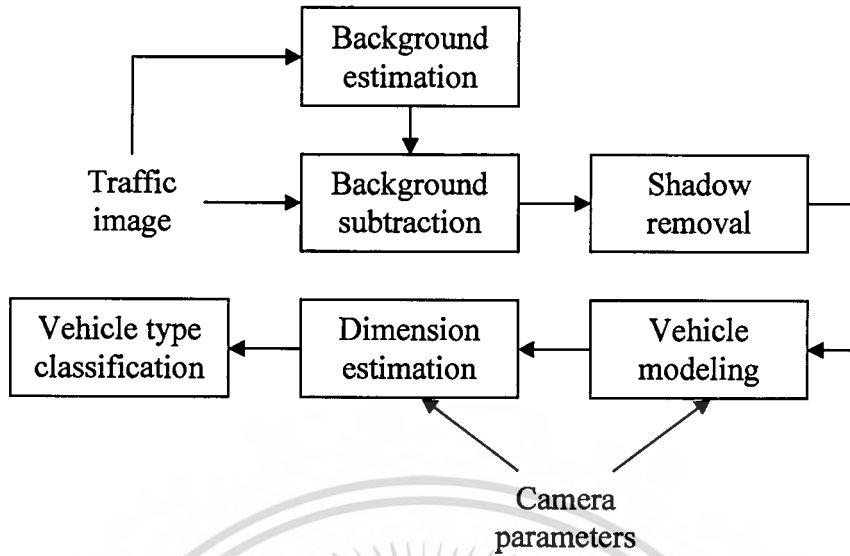 Background
estimation
Traffic
image
Background
subtraction
Shadow
removal
Vehicle type
classification
Dimension
estimation
Vehicle
modeling
Camera
parameters